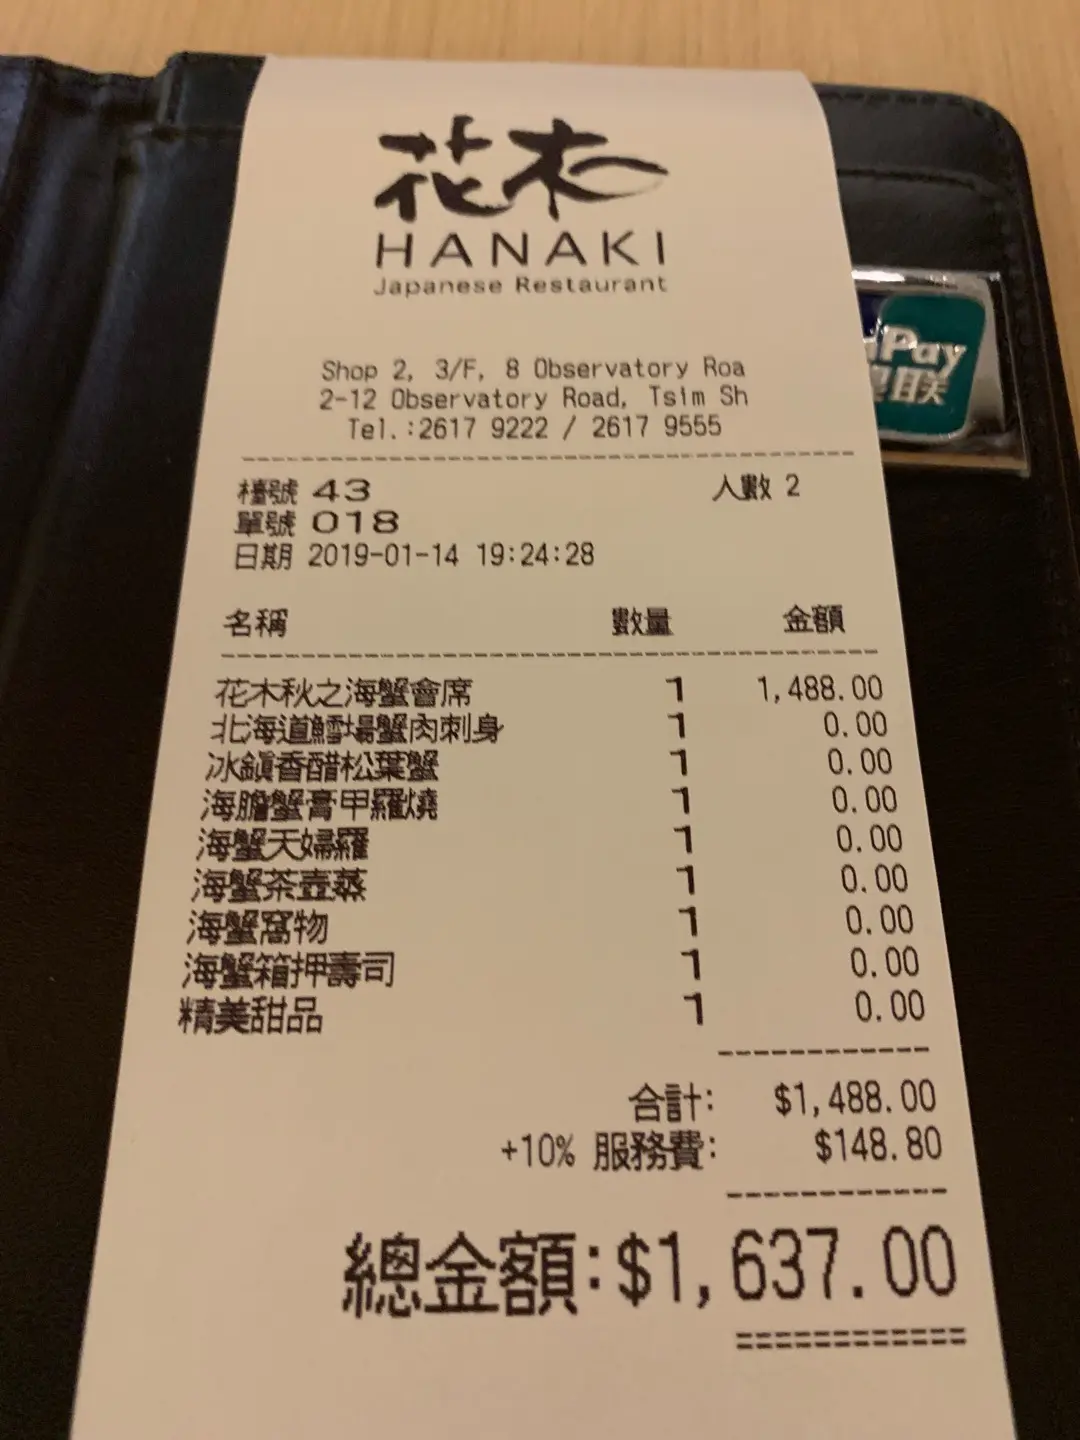 花木
HANAKI
Japanese Restaurant
Shop 2, 3/F, 8 Observatory Roa
2-12 Observatory Road, Tsim Sh
Tel.:2617 9222 / 2617 9555
檯號 43 人數 2
單號 018
日期 2019-01-14 19:24:28
名稱 數量 金額
花木秋之海蟹會席 1 1,488.00
北海道鱈場蟹肉刺身 1 0.00
冰鎮香醋松葉蟹 1 0.00
海膽蟹膏甲羅燒 1 0.00
海蟹天婦羅 1 0.00
海蟹茶壺蒸 1 0.00
海蟹窩物 1 0.00
海蟹箱押壽司 1 0.00
精美甜品 1 0.00
合計: $1,488.00
+10% 服務費: $148.80
總金額:$1,637.00
Pay
联